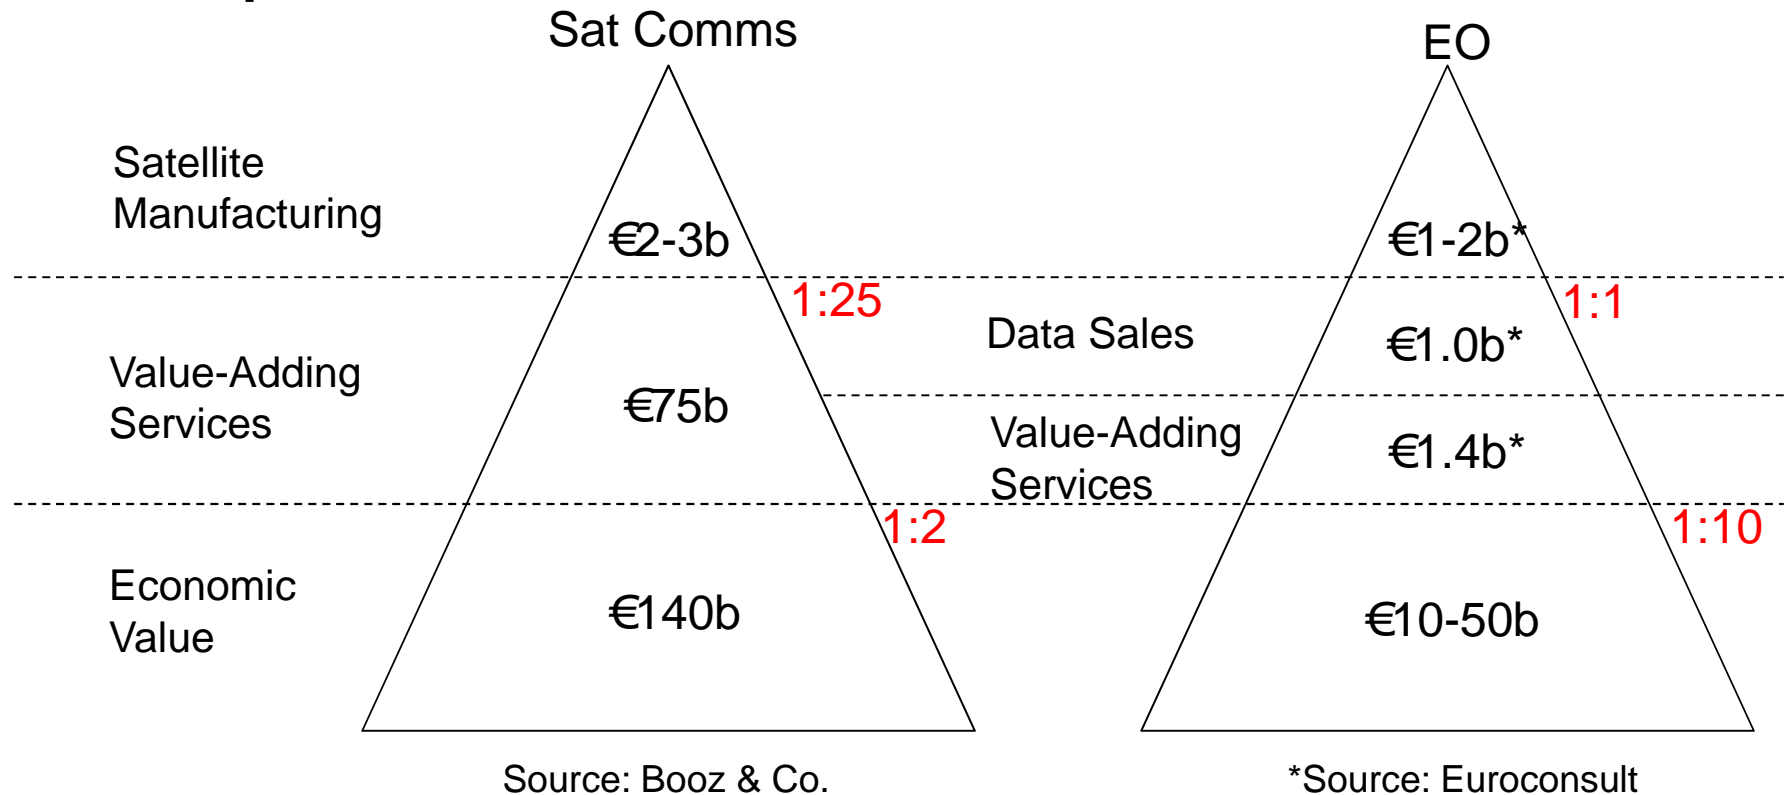 Sat Comms
EO
Satellite
Manufacturing
€2-3b
€1-2b*
1:25
1:1
Data Sales
€1.0b*
Value-Adding
Services
€75b
Value-Adding
Services
€1.4b*
1:2
1:10
Economic
Value
€140b
€10-50b
Source: Booz & Co.
*Source: Euroconsult